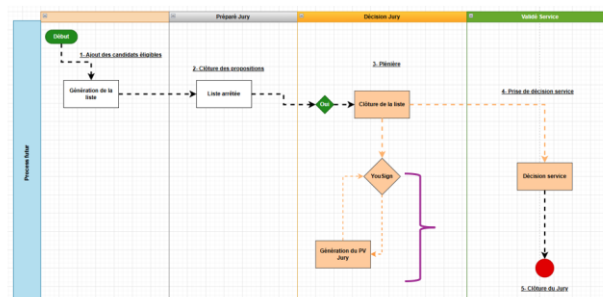 Préparé Jury
Décision Jury
Validé Service
Process futur
Début
1- Ajout des candidats éligibles
Génération de la
liste
2- Clôture des propositions
Liste arrêtée
Oui
3- Plénière
Clôture de la liste
YouSign
Génération du PV
Jury
4- Prise de décision service
Décision service
5- Clôture du Jury